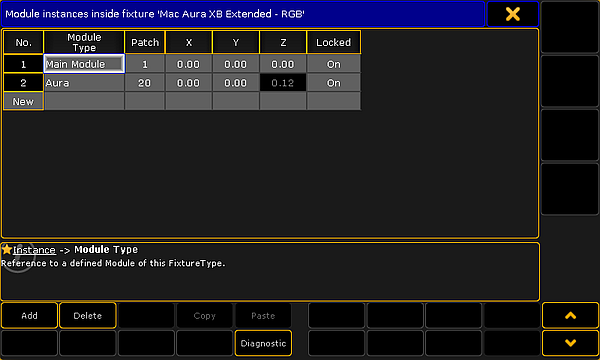 Module instances inside fixture 'Mac Aura XB Extended - RGB'
No. Module Type Patch X Y Z Locked
1 Main Module 1 0.00 0.00 0.00 On
2 Aura 20 0.00 0.00 0.12 On
New
Instance -> Module Type
Reference to a defined Module of this FixtureType.
Add Delete Copy Paste
Diagnostic